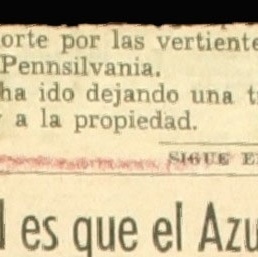 orte por las vertiente
Pennsilvania.
ha ido dejando una t
a la propiedad.
SIGUE E
es que el Azu